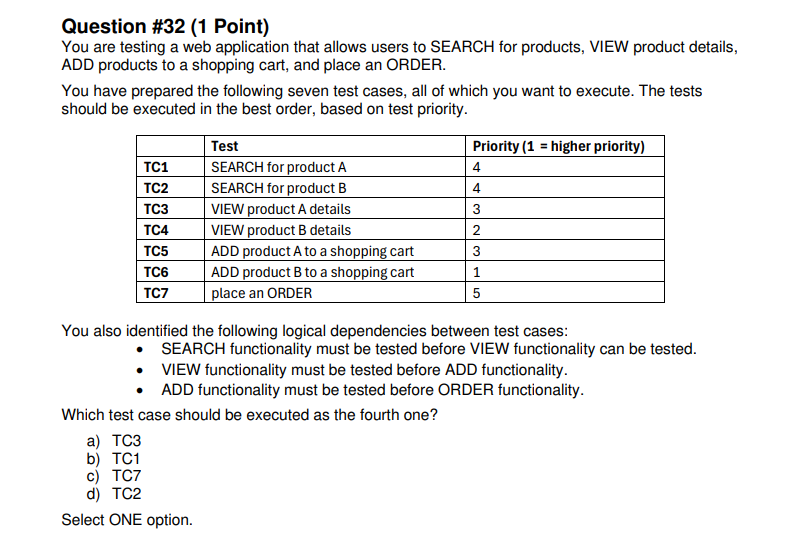 Question #32 (1 Point)
You are testing a web application that allows users to SEARCH for products, VIEW product details,
ADD products to a shopping cart, and place an ORDER.
You have prepared the following seven test cases, all of which you want to execute. The tests
should be executed in the best order, based on test priority.
Test Priority (1 = higher priority)
TC1 SEARCH for product A 4
TC2 SEARCH for product B 4
TC3 VIEW product A details 3
TC4 VIEW product B details 2
TC5 ADD product A to a shopping cart 3
TC6 ADD product B to a shopping cart 1
TC7 place an ORDER 5
You also identified the following logical dependencies between test cases:
• SEARCH functionality must be tested before VIEW functionality can be tested.
• VIEW functionality must be tested before ADD functionality.
• ADD functionality must be tested before ORDER functionality.
Which test case should be executed as the fourth one?
a) TC3
b) TC1
c) TC7
d) TC2
Select ONE option.